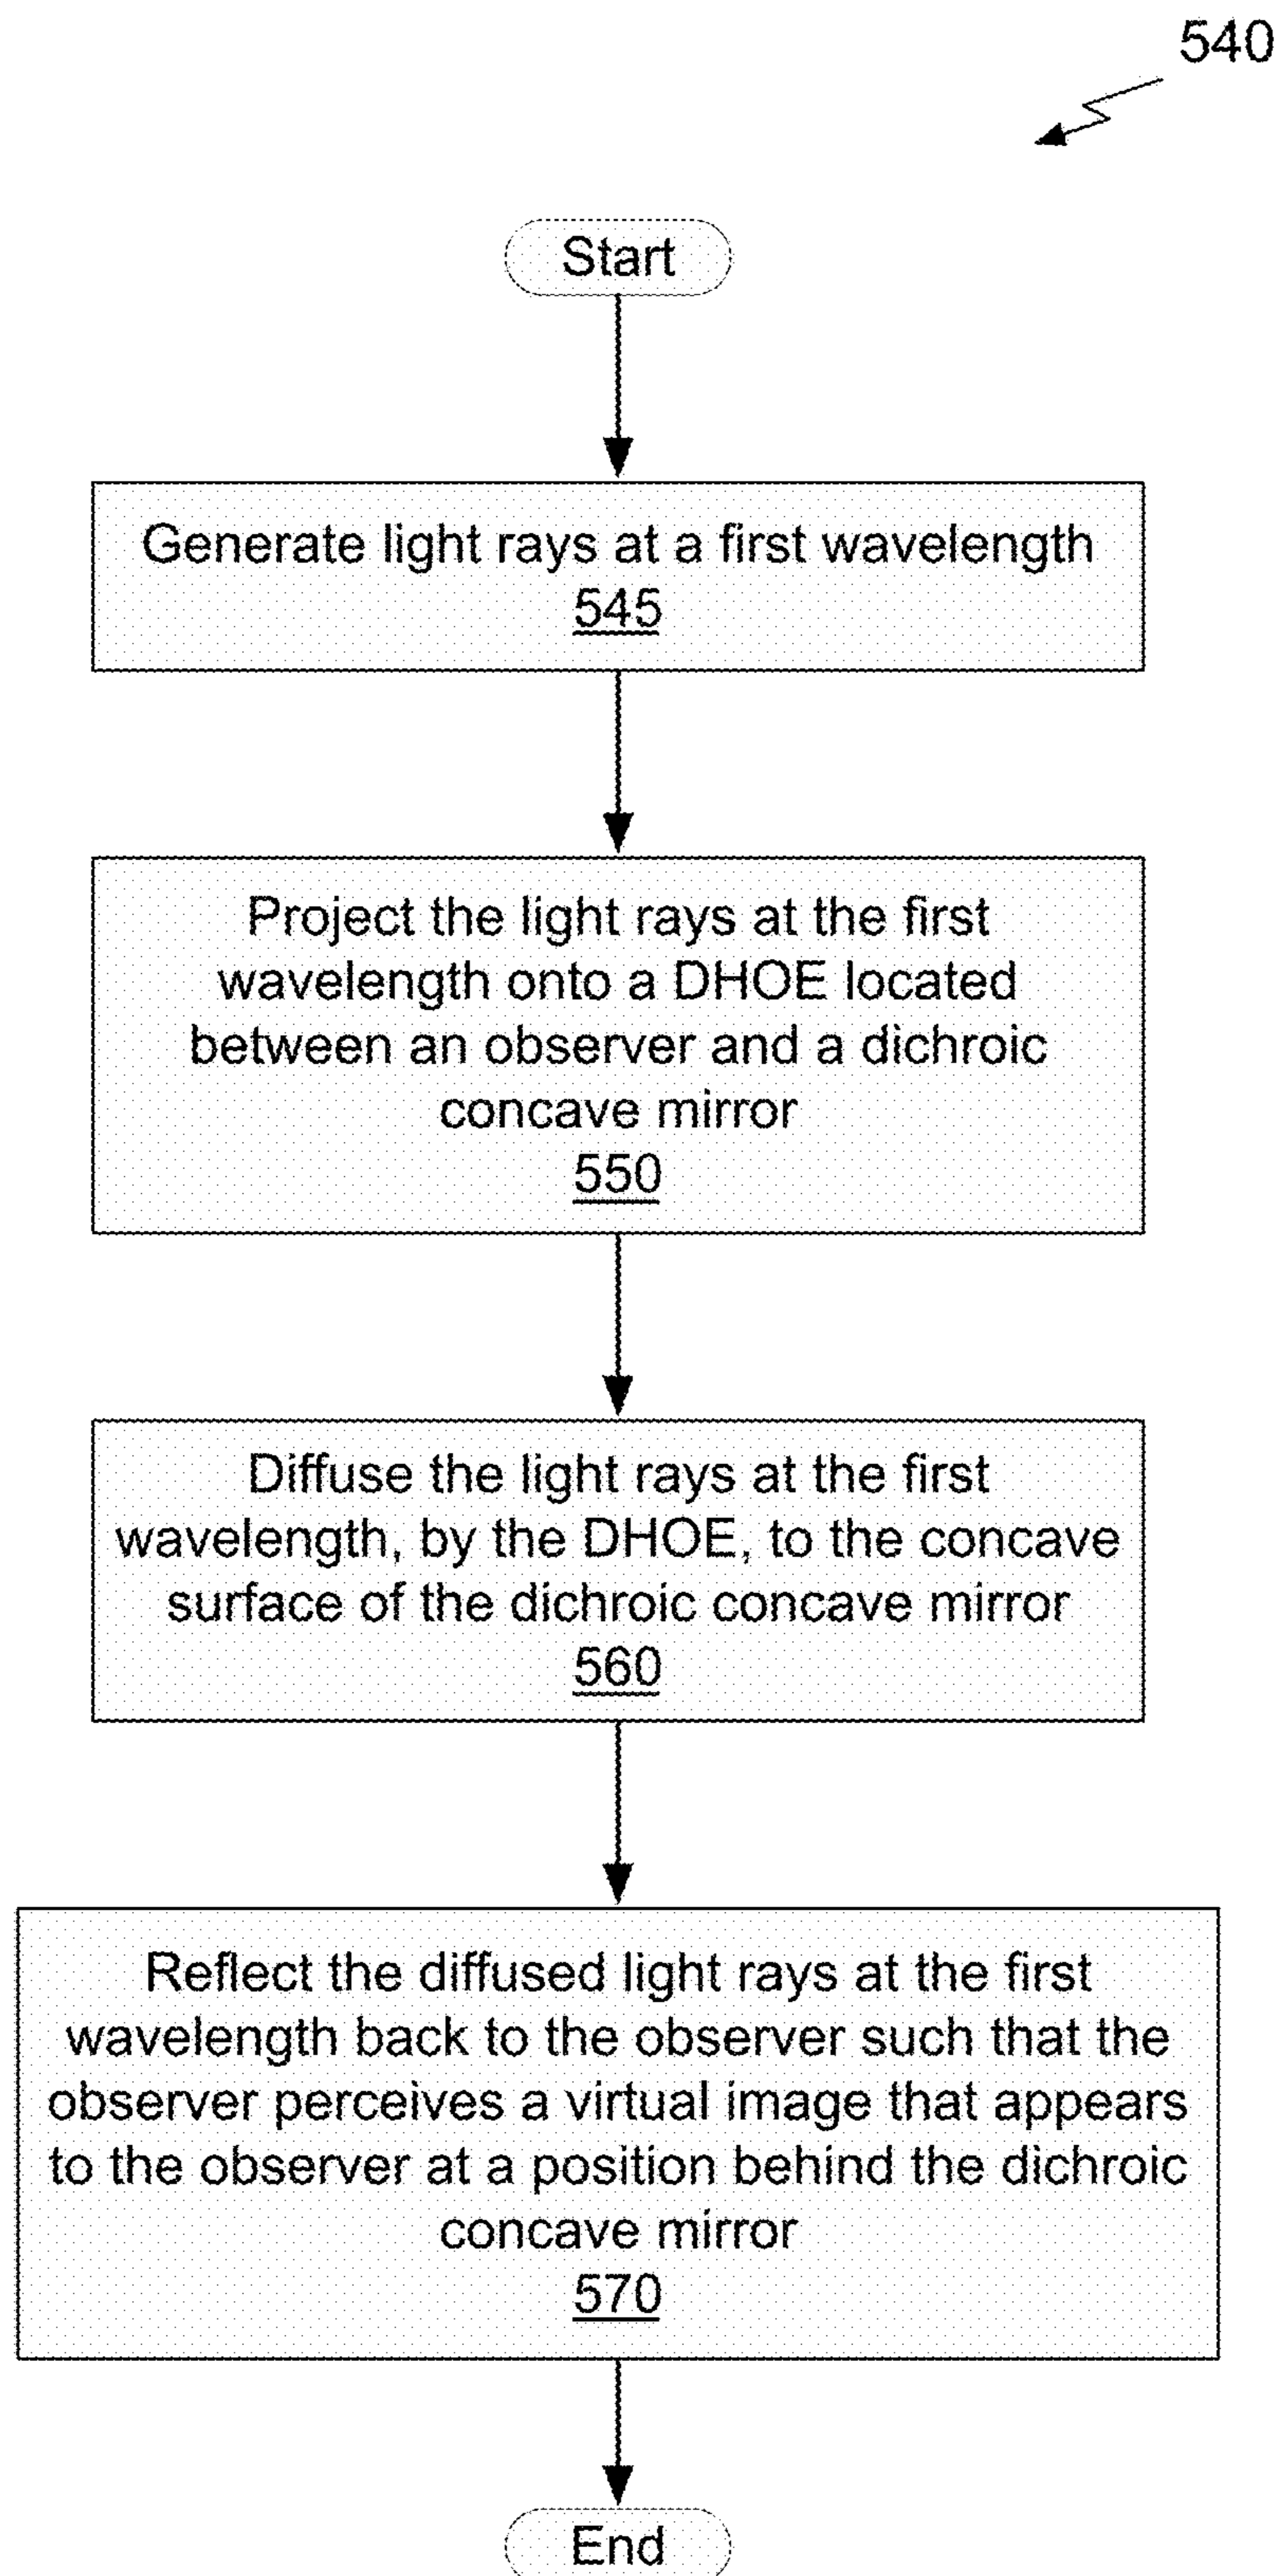 540
Start
Generate light rays at a first wavelength
545
Project the light rays at the first
wavelength onto a DHOE located
between an observer and a dichroic
concave mirror
550
Diffuse the light rays at the first
wavelength, by the DHOE, to the concave
surface of the dichroic concave mirror
560
Reflect the diffused light rays at the first
wavelength back to the observer such that the
observer perceives a virtual image that appears
to the observer at a position behind the dichroic
concave mirror
570
End